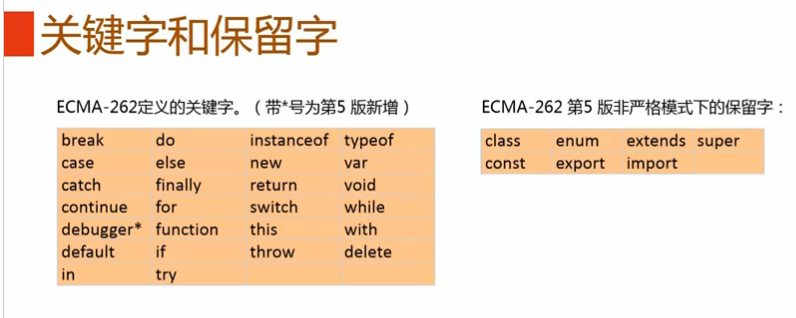 关键字和保留字
ECMA-262定义的关键字。（带*号为第5 版新增）
break do instanceof typeof
case else new var
catch finally return void
continue for switch while
debugger* function this with
default if throw delete
in try
ECMA-262 第5 版非严格模式下的保留字：
class enum extends super
const export import